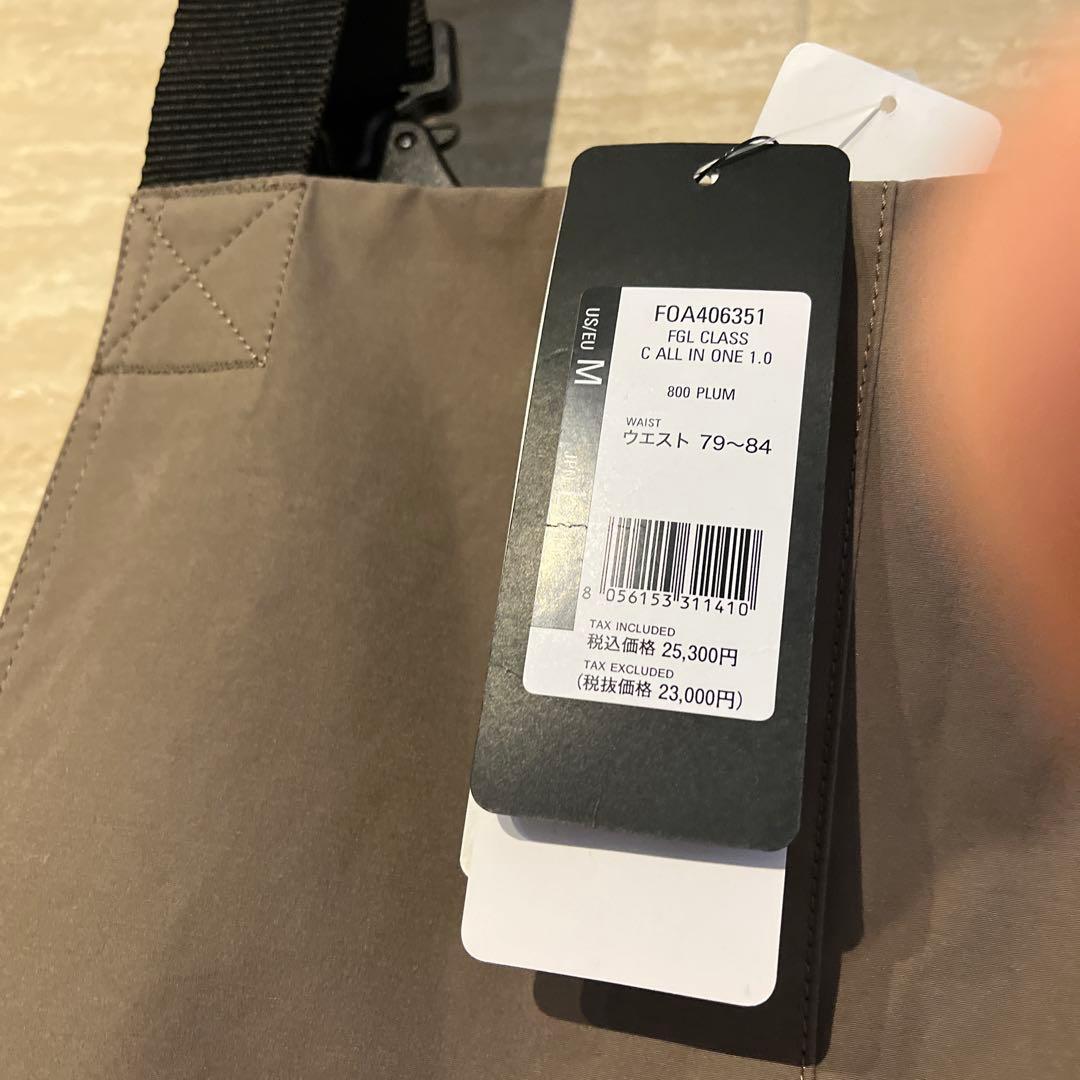 US/EU M
JPN L
FOA406351
FGL CLASS
C ALL IN ONE 1.0
800 PLUM
WAIST
ウエスト 79〜84
8 056153 311410
TAX INCLUDED
税込価格 25,300円
TAX EXCLUDED
(税抜価格 23,000円)